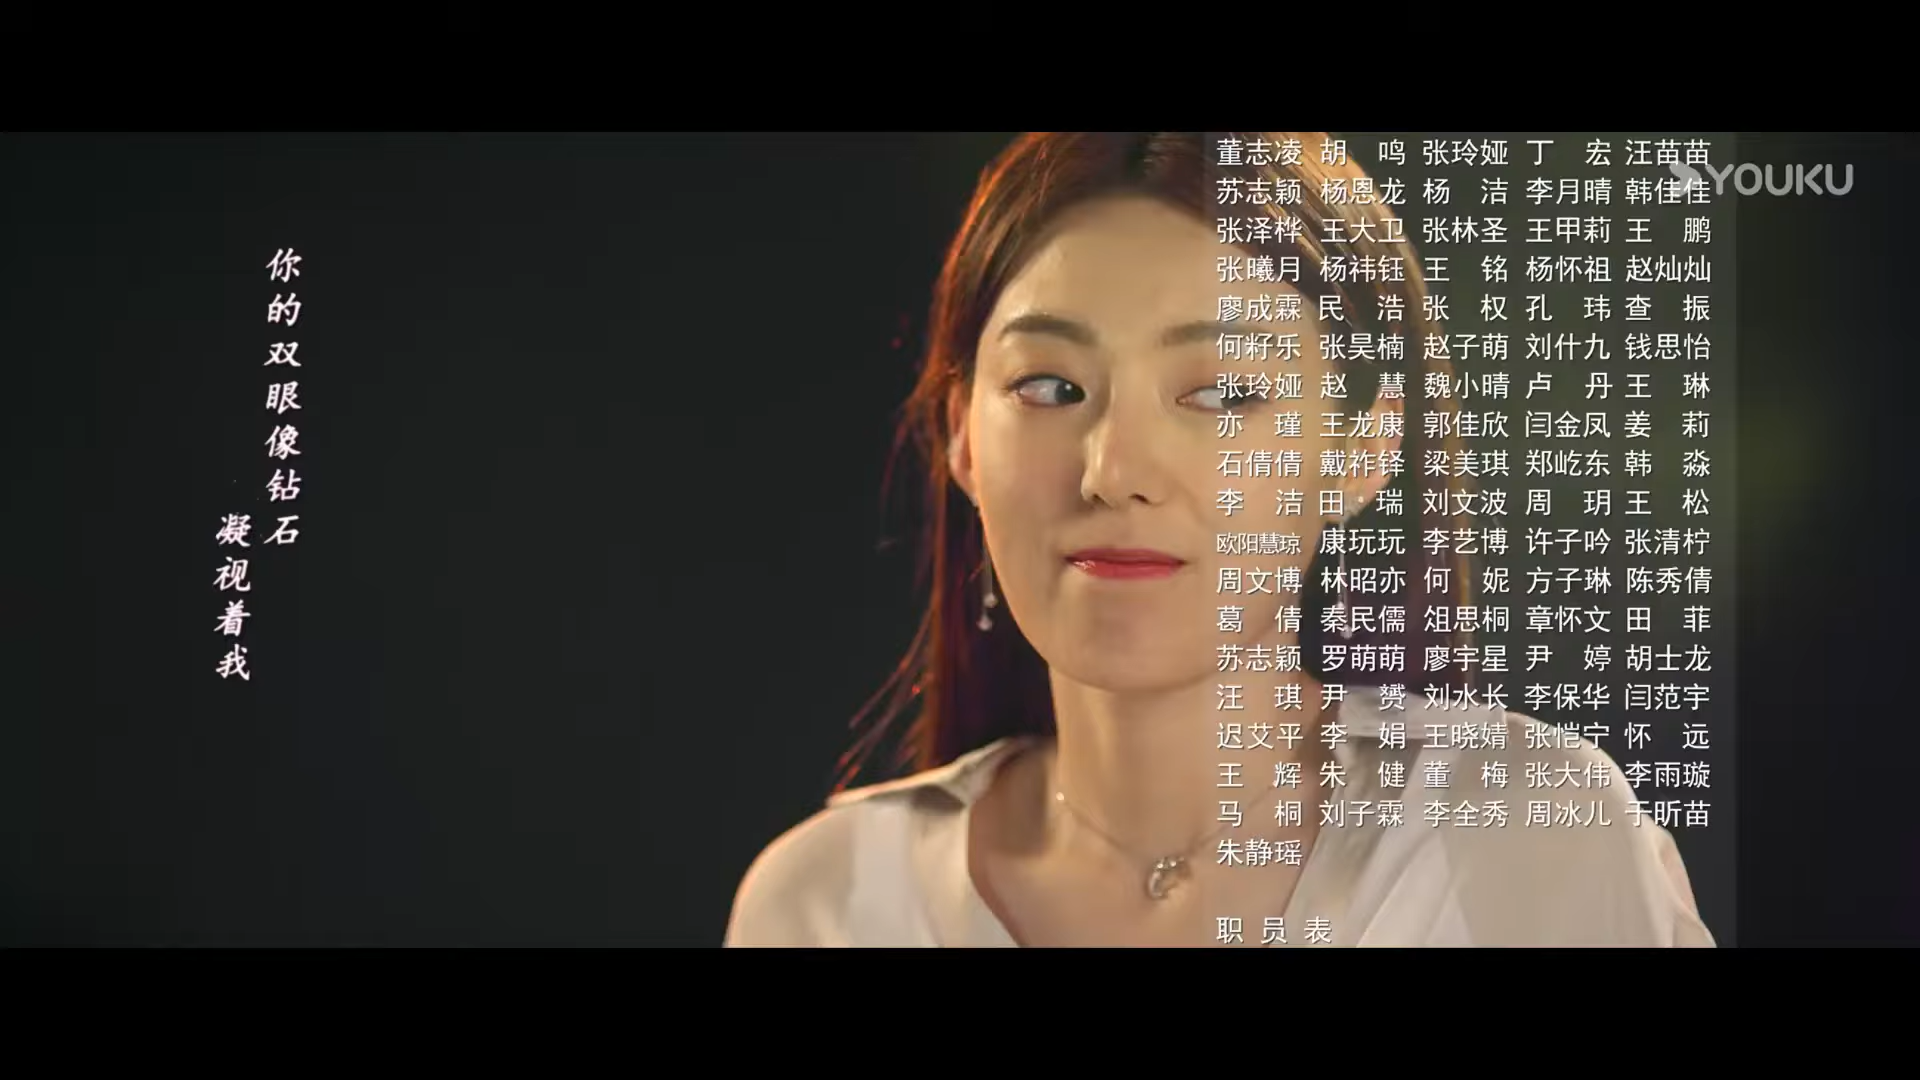 你的双眼像钻石
凝视着我
YOUKU
董志凌 胡 鸣 张玲娅 丁 宏 汪苗苗
苏志颖 杨恩龙 杨 洁 李月晴 韩佳佳
张泽桦 王大卫 张林圣 王甲莉 王 鹏
张曦月 杨祎钰 王 铭 杨怀祖 赵灿灿
廖成霖 民 浩 张 权 孔 玮 查 振
何籽乐 张昊楠 赵子萌 刘什九 钱思怡
张玲娅 赵 慧 魏小晴 卢 丹 王 琳
亦 瑾 王龙康 郭佳欣 闫金凤 姜 莉
石倩倩 戴祚铎 梁美琪 郑屹东 韩 淼
李 洁 田 瑞 刘文波 周 玥 王 松
欧阳慧琼 康玩玩 李艺博 许子吟 张清柠
周文博 林昭亦 何 妮 方子琳 陈秀倩
葛 倩 秦民儒 俎思桐 章怀文 田 菲
苏志颖 罗萌萌 廖宇星 尹 婷 胡士龙
汪 琪 尹 赟 刘水长 李保华 闫范宇
迟艾平 李 娟 王晓婧 张恺宁 怀 远
王 辉 朱 健 董 梅 张大伟 李雨璇
马 桐 刘子霖 李全秀 周冰儿 于昕苗
朱静瑶
职 员 表